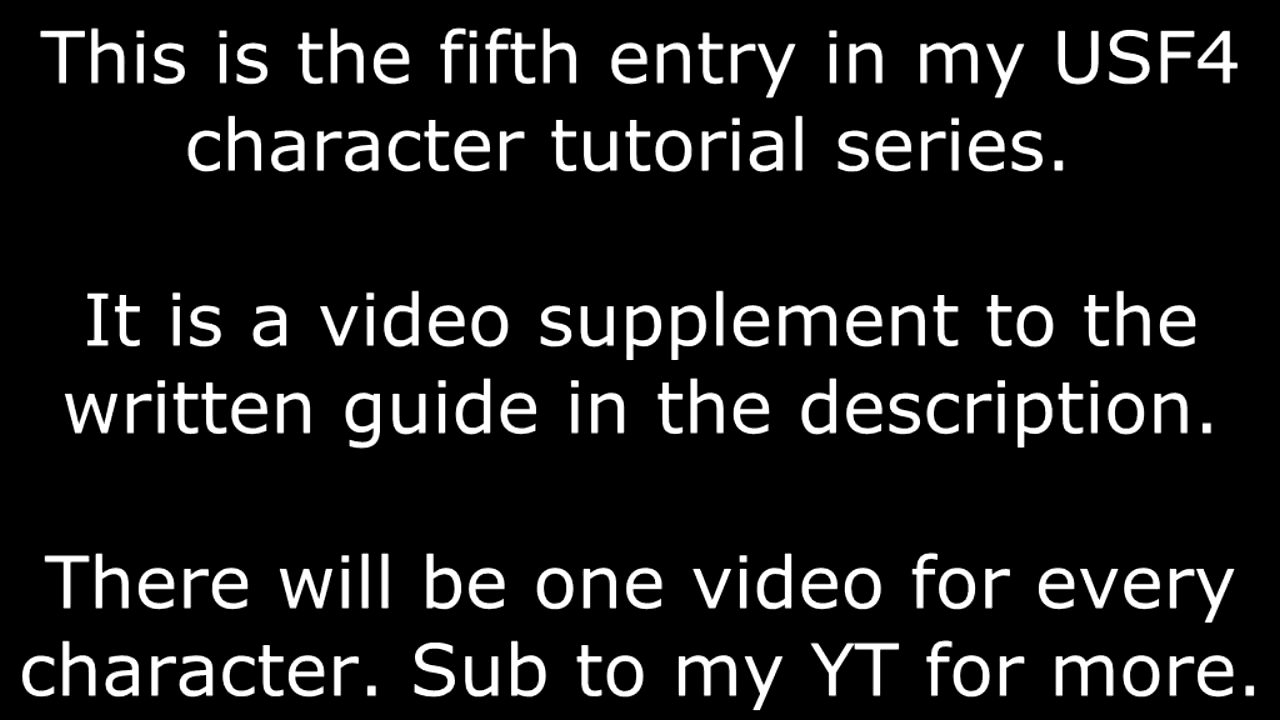 This is the fifth entry in my USF4
character tutorial series.
It is a video supplement to the
written guide in the description.
There will be one video for every
character. Sub to my YT for more.